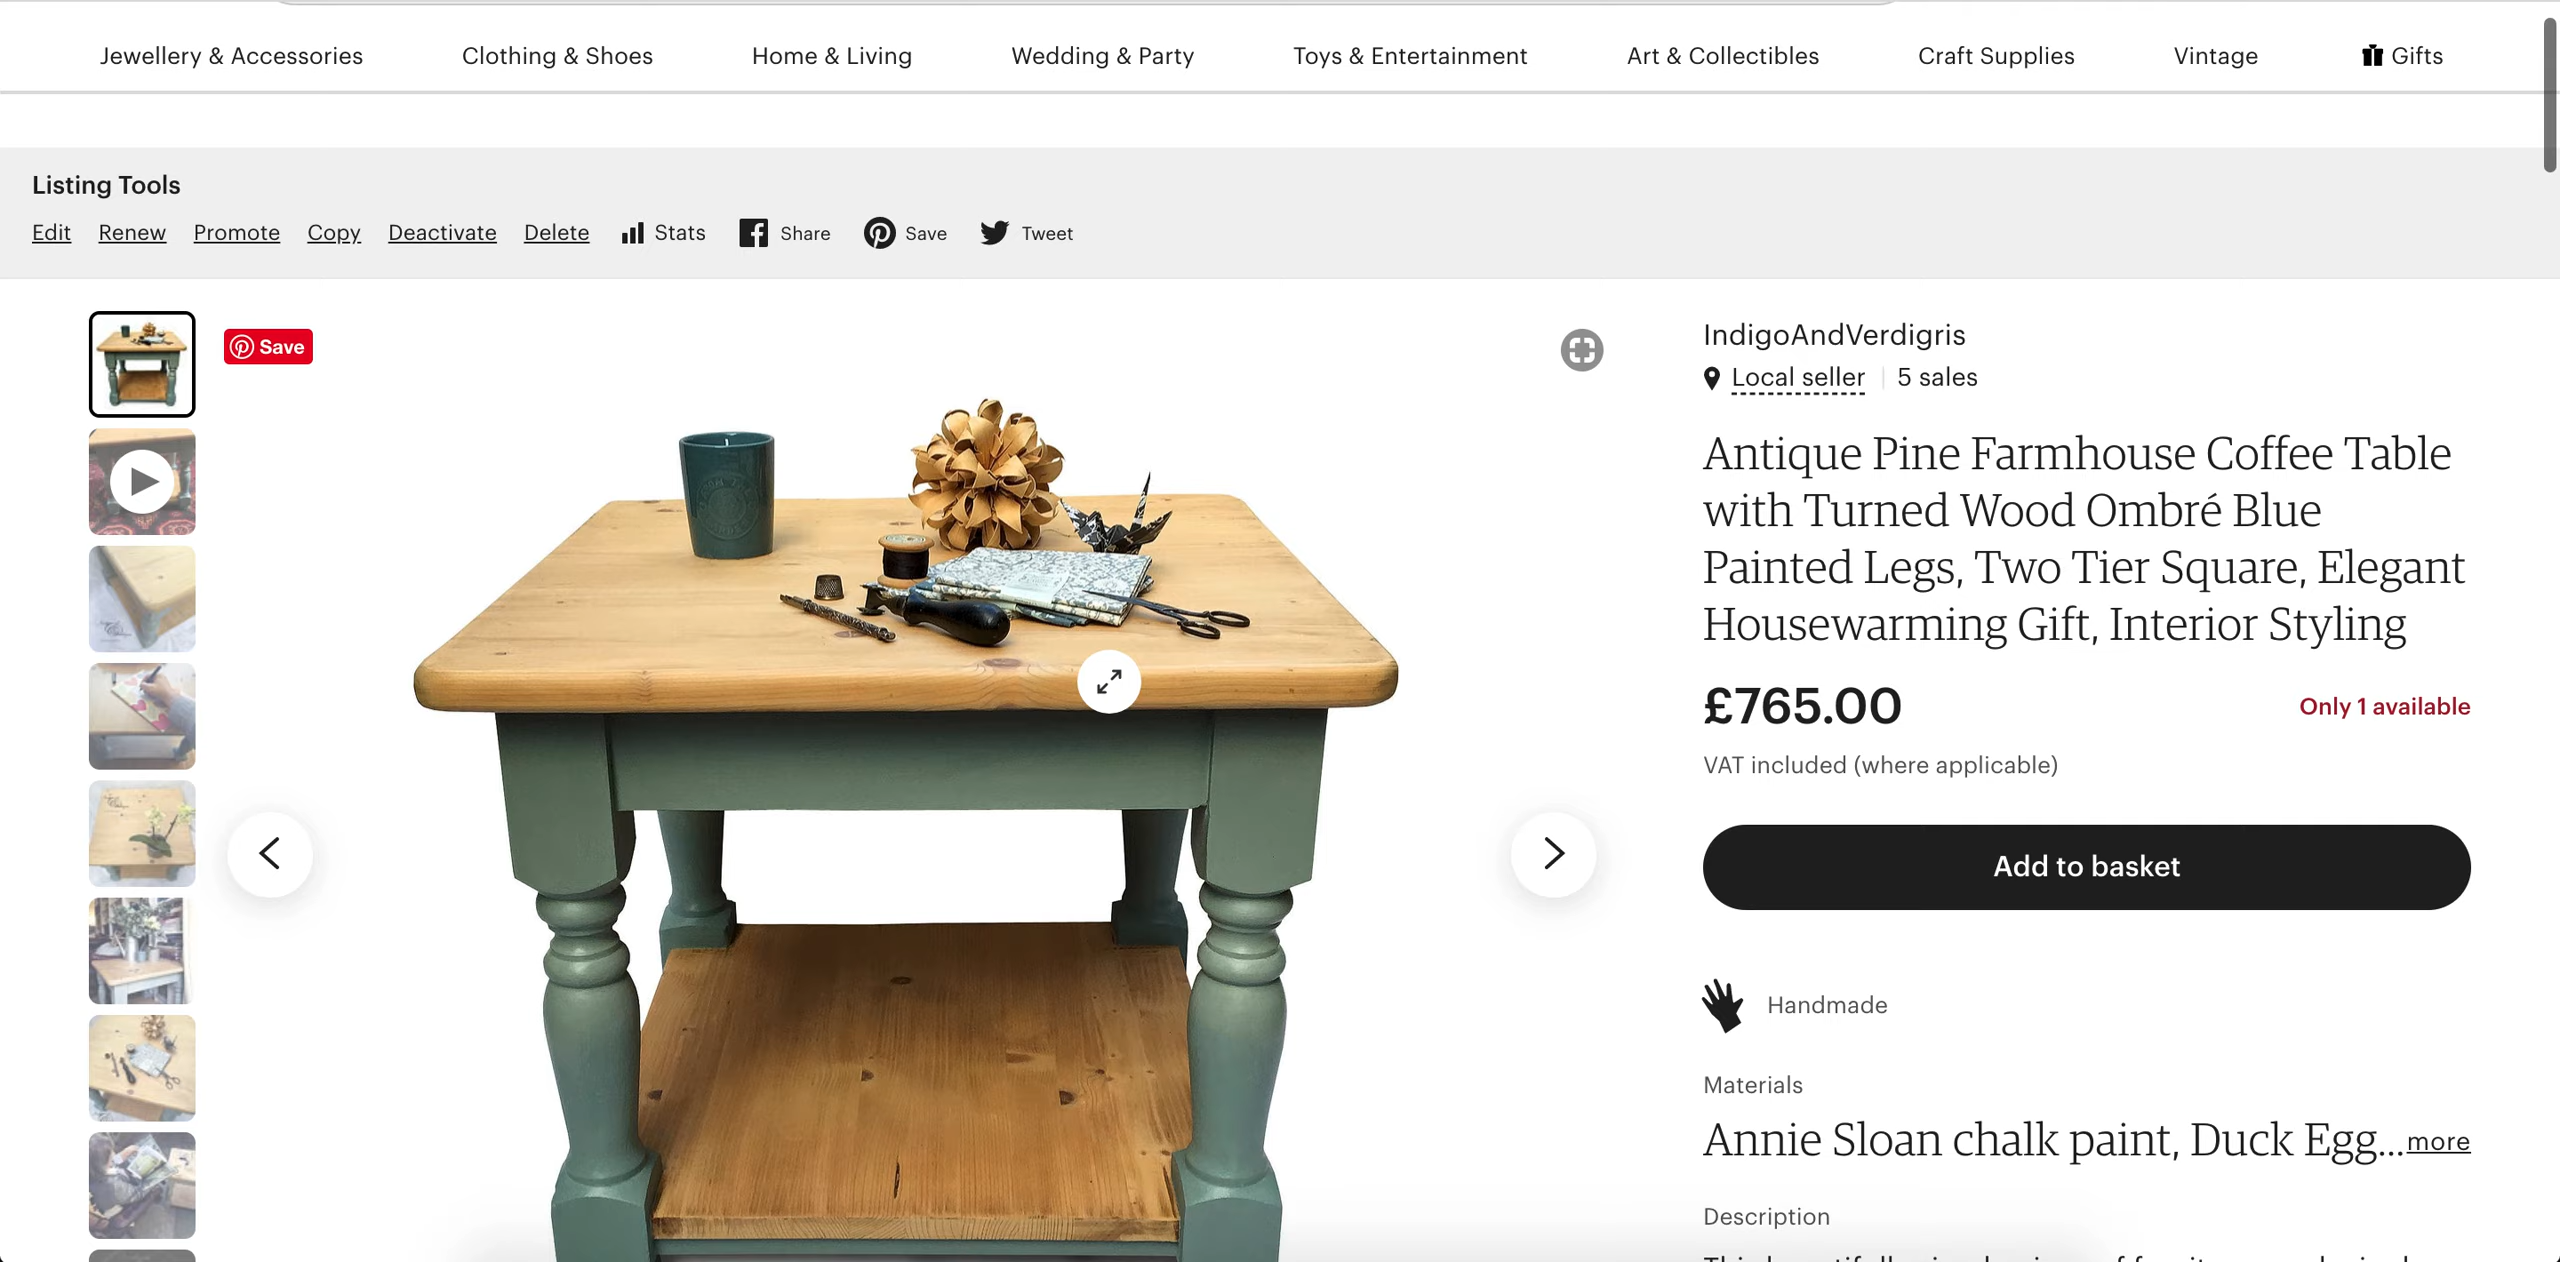 Jewellery & Accessories Clothing & Shoes Home & Living Wedding & Party Toys & Entertainment Art & Collectibles Craft Supplies Vintage Gifts
Listing Tools
Edit Renew Promote Copy Deactivate Delete Stats Share Save Tweet
Save
IndigoAndVerdigris
Local seller 5 sales
Antique Pine Farmhouse Coffee Table
with Turned Wood Ombré Blue
Painted Legs, Two Tier Square, Elegant
Housewarming Gift, Interior Styling
£765.00 Only 1 available
VAT included (where applicable)
Add to basket
Handmade
Materials
Annie Sloan chalk paint, Duck Egg...more
Description